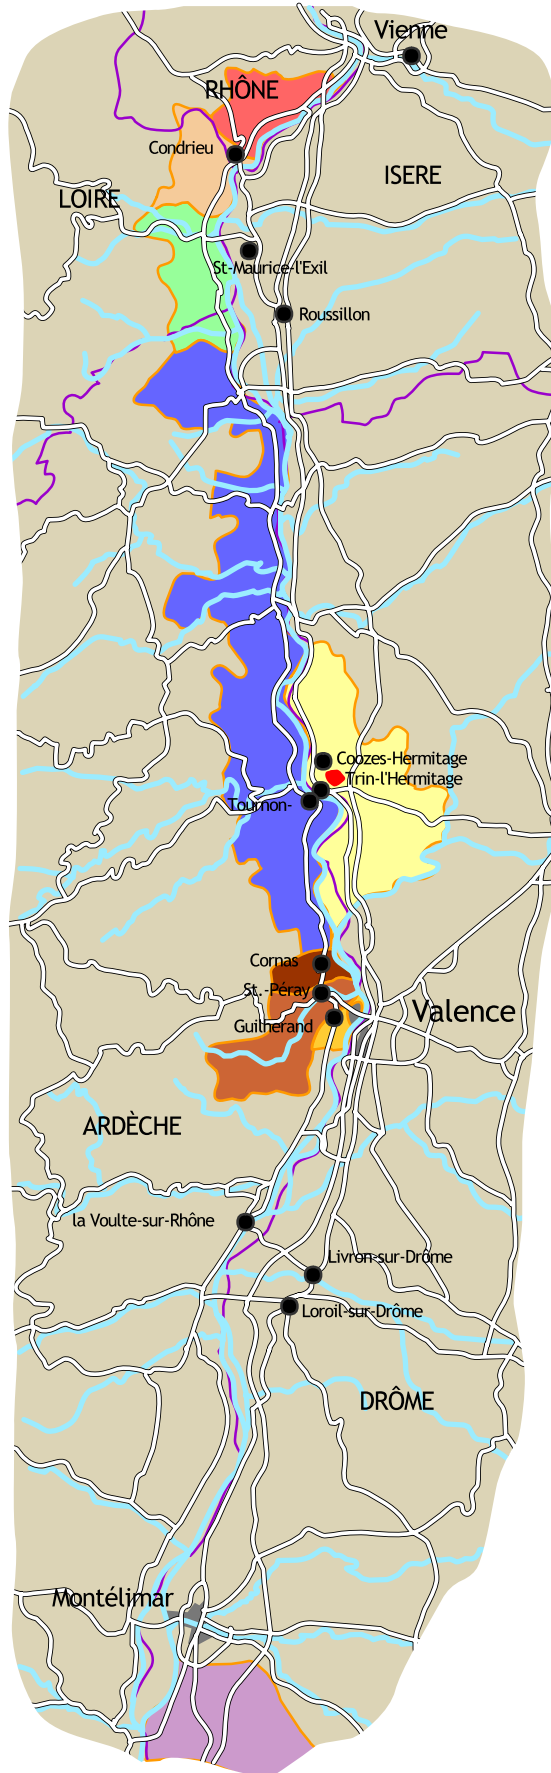 Vienne
RHÔNE
Condrieu
ISERE
LOIRE
St-Maurice-l'Exil
Roussillon
Coozes-Hermitage
Trin-l'Hermitage
Tournon-
Cornas
St.-Péray
Guilherand
Valence
ARDÈCHE
la Voulte-sur-Rhône
Livron-sur-Drôme
Loroil-sur-Drôme
DRÔME
Montélimar